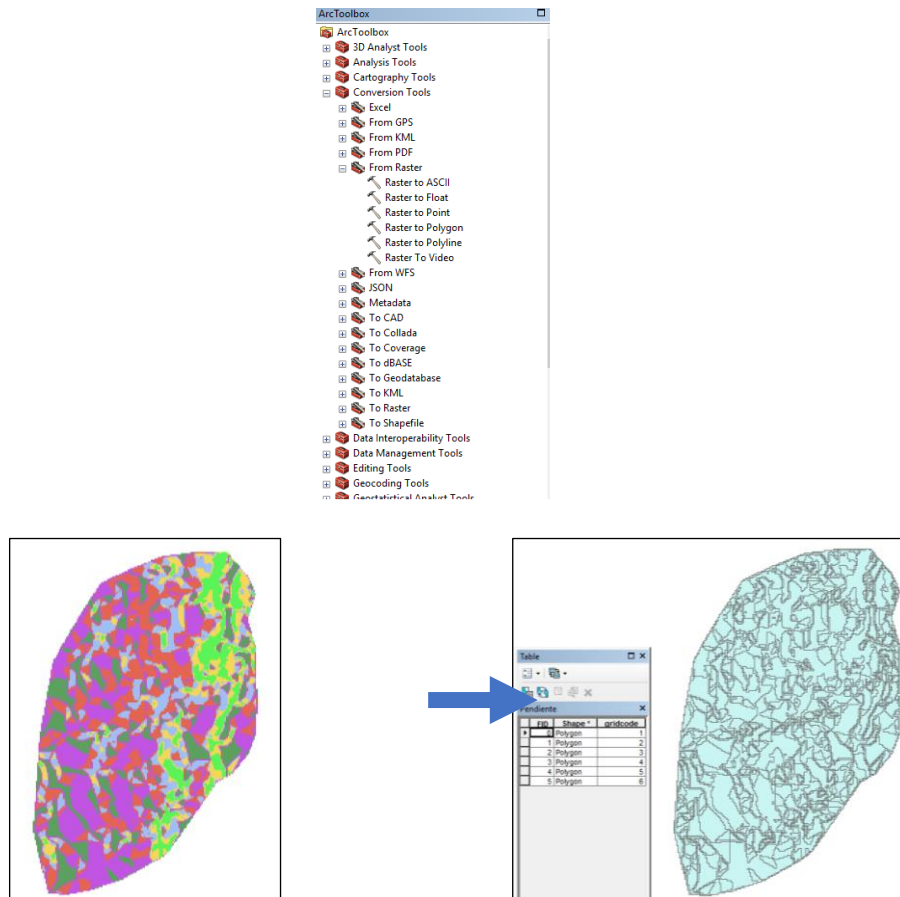 ArcToolbox
ArcToolbox
3D Analyst Tools
Analysis Tools
Cartography Tools
Conversion Tools
Excel
From GPS
From KML
From PDF
From Raster
Raster to ASCII
Raster to Float
Raster to Point
Raster to Polygon
Raster to Polyline
Raster To Video
From WFS
JSON
Metadata
To CAD
To Collada
To Coverage
To dBASE
To Geodatabase
To KML
To Raster
To Shapefile
Data Interoperability Tools
Data Management Tools
Editing Tools
Geocoding Tools
Geostatistical Analyst Tools
Table
Pendiente
FID Shape * gridcode
0 Polygon 1
1 Polygon 2
2 Polygon 3
3 Polygon 4
4 Polygon 5
5 Polygon 6